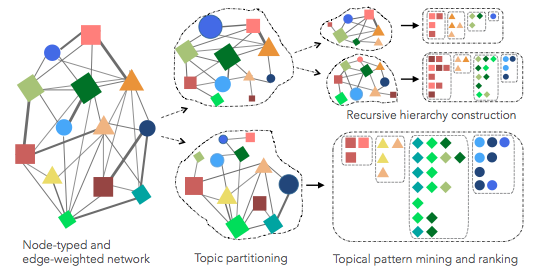 Recursive hierarchy construction
Node-typed and
edge-weighted network
Topic partitioning
Topical pattern mining and ranking